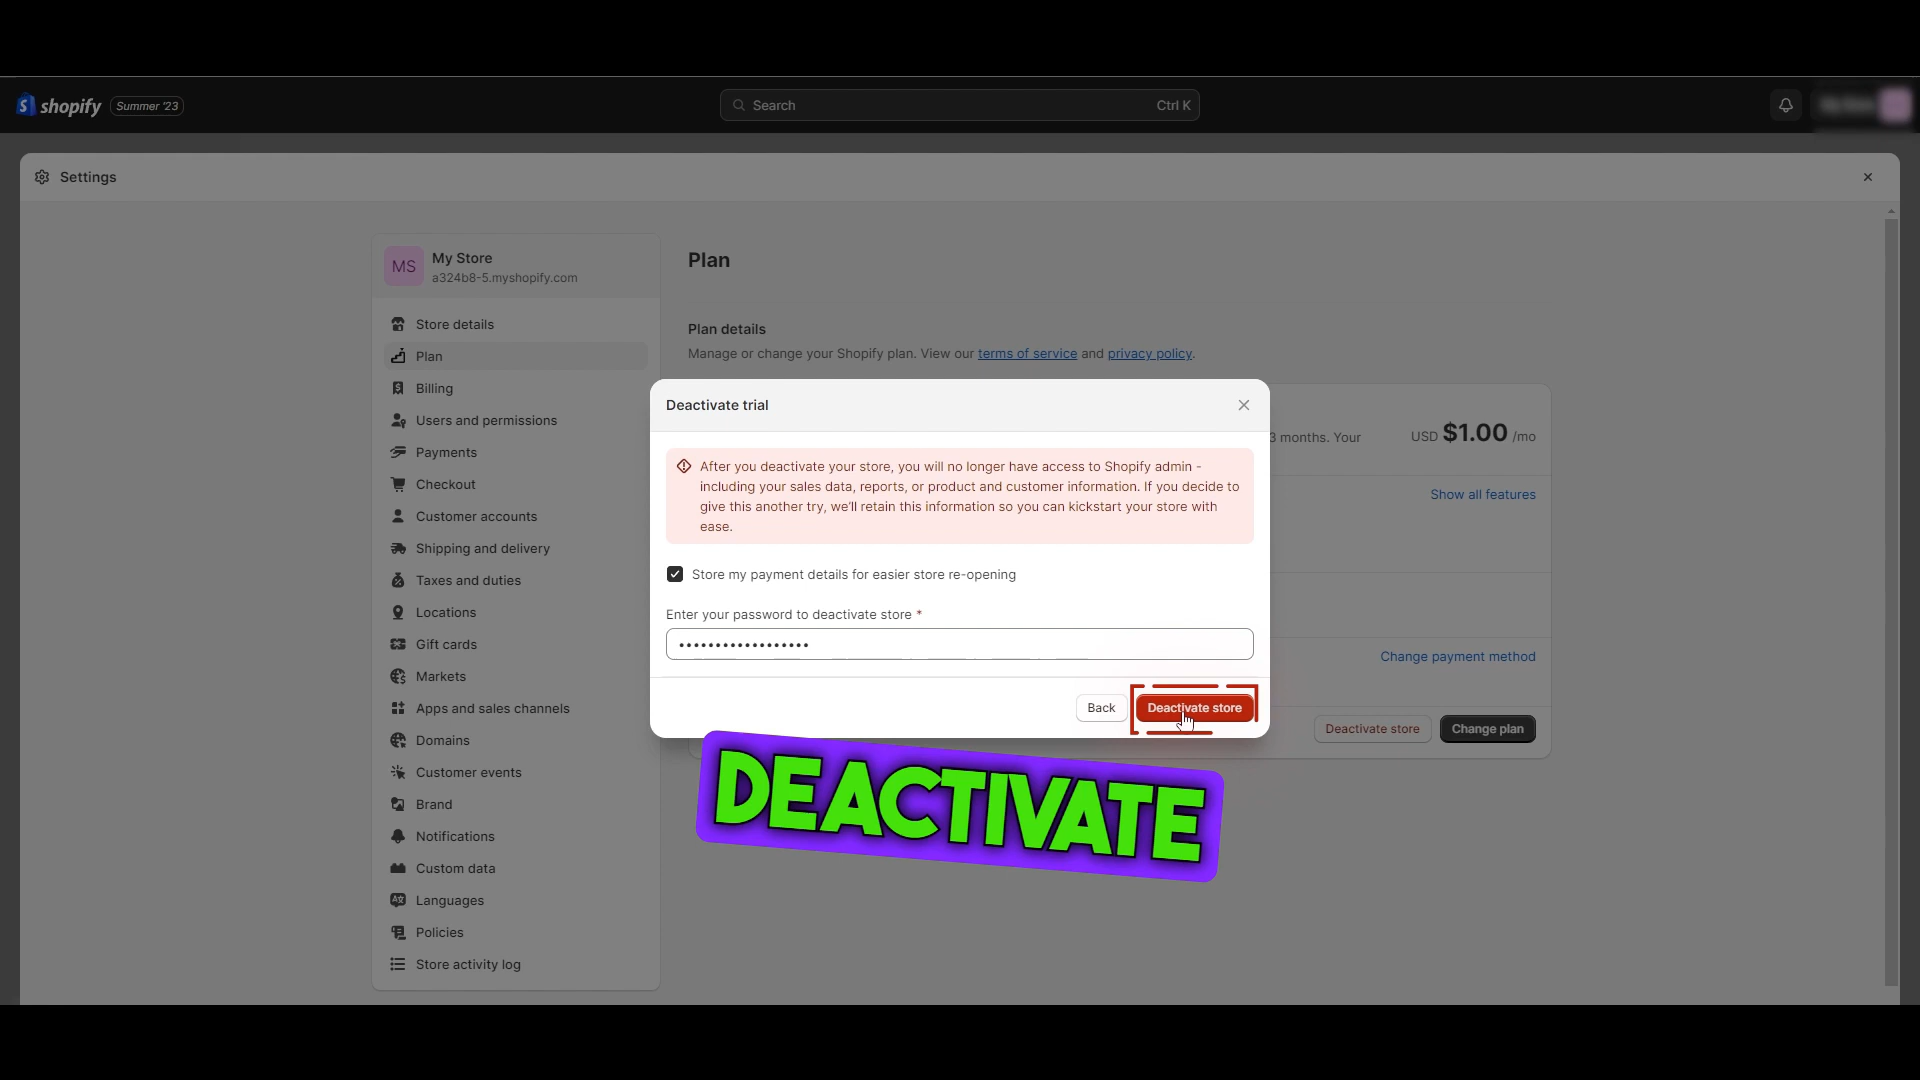 shopify Summer '23
Search Ctrl K
Settings
MS My Store
a324b8-5.myshopify.com
Store details
Plan
Billing
Users and permissions
Payments
Checkout
Customer accounts
Shipping and delivery
Taxes and duties
Locations
Gift cards
Markets
Apps and sales channels
Domains
Customer events
Brand
Notifications
Custom data
Languages
Policies
Store activity log
Plan
Plan details
Manage or change your Shopify plan. View our terms of service and privacy policy.
3 months. Your USD $1.00 /mo
Show all features
Change payment method
Deactivate store Change plan
Deactivate trial
After you deactivate your store, you will no longer have access to Shopify admin -
including your sales data, reports, or product and customer information. If you decide to
give this another try, we'll retain this information so you can kickstart your store with
ease.
Store my payment details for easier store re-opening
Enter your password to deactivate store *
••••••••••••••••••
Back Deactivate store
DEACTIVATE